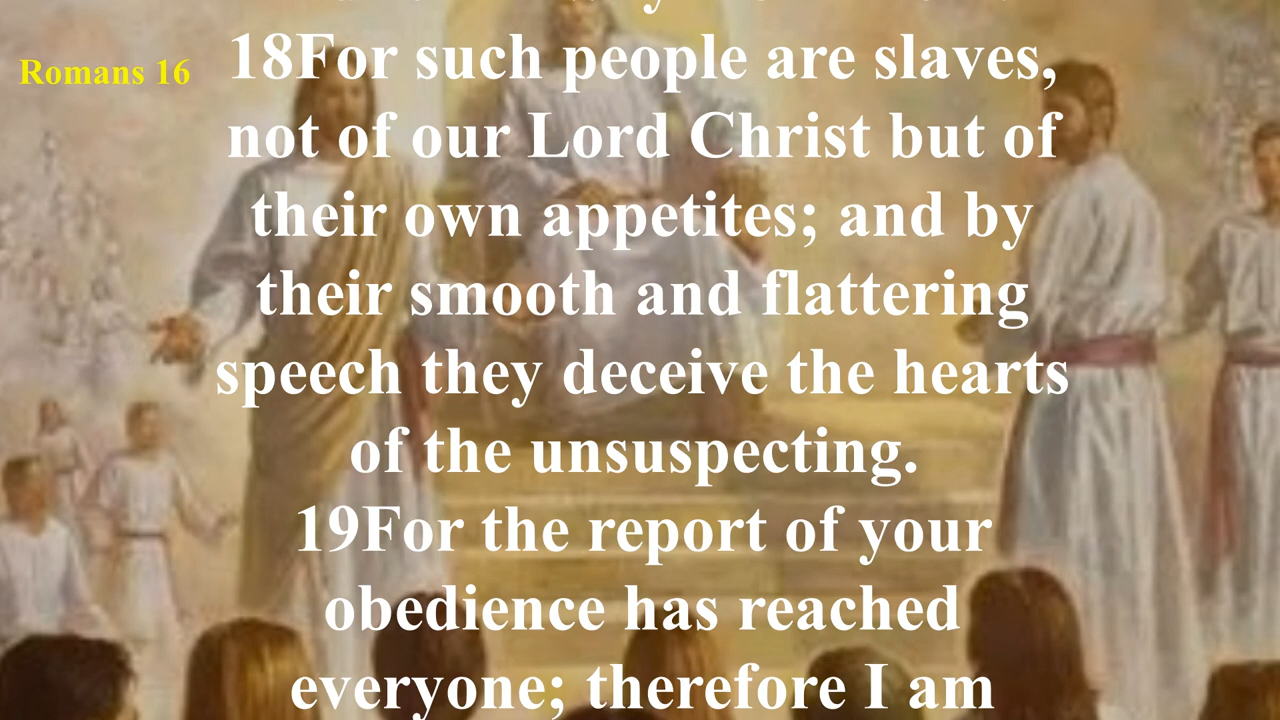 Romans 16
18For such people are slaves,
not of our Lord Christ but of
their own appetites; and by
their smooth and flattering
speech they deceive the hearts
of the unsuspecting.
19For the report of your
obedience has reached
everyone; therefore I am